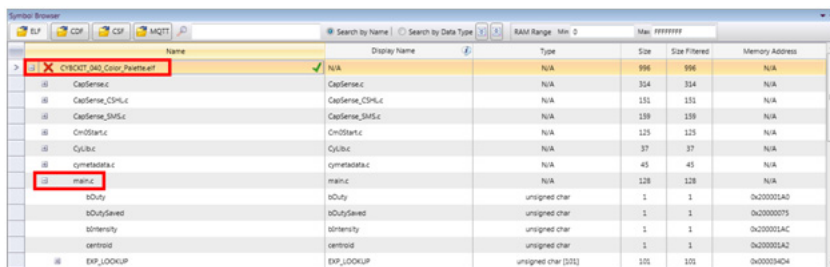 Symbol Browser
ELF CDF CSF MQTT Search by Name Search by Data Type RAM Range Min 0 Max FFFFFFFF
Name Display Name Type Size Size Filtered Memory Address
CY8CKIT_040_Color_Palette.elf N/A N/A 996 996 N/A
CapSense.c CapSense.c N/A 314 314 N/A
CapSense_CSHL.c CapSense_CSHL.c N/A 151 151 N/A
CapSense_SMS.c CapSense_SMS.c N/A 159 159 N/A
Cm0Start.c Cm0Start.c N/A 125 125 N/A
CyLib.c CyLib.c N/A 37 37 N/A
cymetadata.c cymetadata.c N/A 45 45 N/A
main.c main.c N/A 128 128 N/A
bDuty bDuty unsigned char 1 1 0x200001A0
bDutySaved bDutySaved unsigned char 1 1 0x20000075
bIntensity bIntensity unsigned char 1 1 0x200001AC
centroid centroid unsigned char 1 1 0x200001A2
EXP_LOOKUP EXP_LOOKUP unsigned char [101] 101 101 0x000034D4